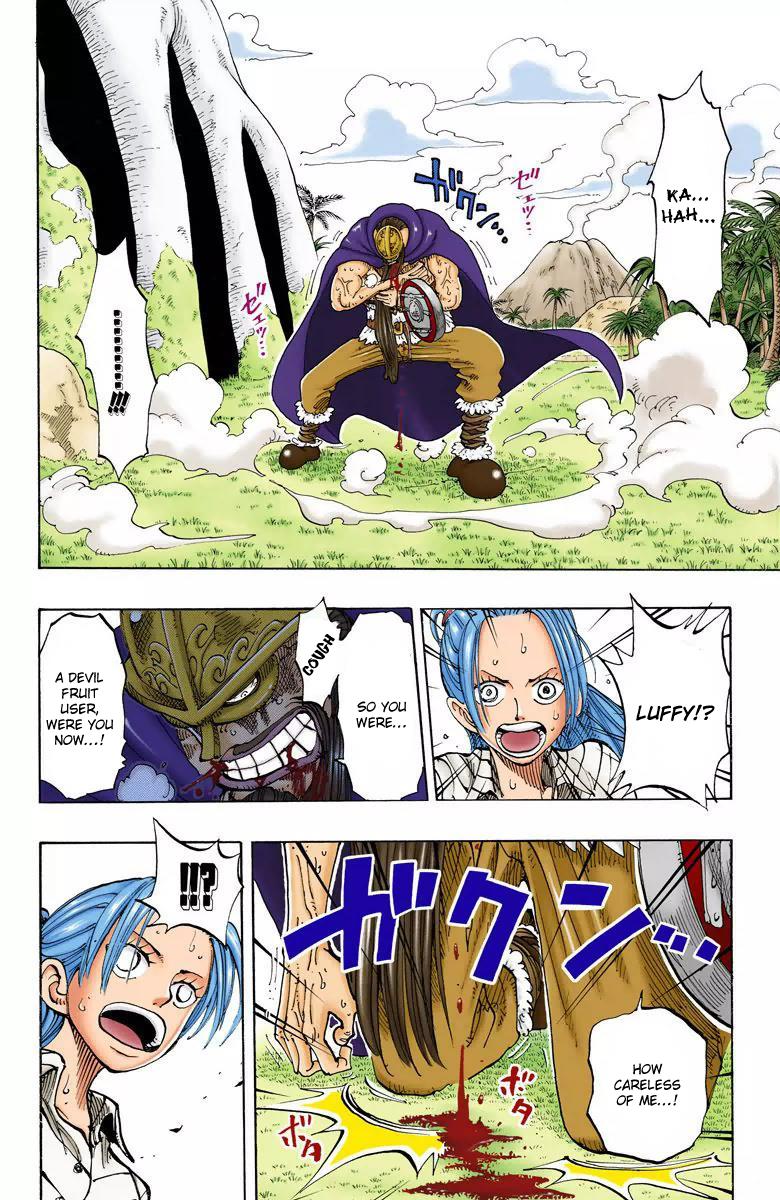 KA...
HAH...
ゼェッ...
ガクン...
ゼェッ...
.........!!!
LUFFY!?
COUGH
SO YOU
WERE...
A DEVIL
FRUIT
USER,
WERE YOU
NOW...!
ガクン...
HOW
CARELESS
OF ME...!
ボタ
ボタ
!!?